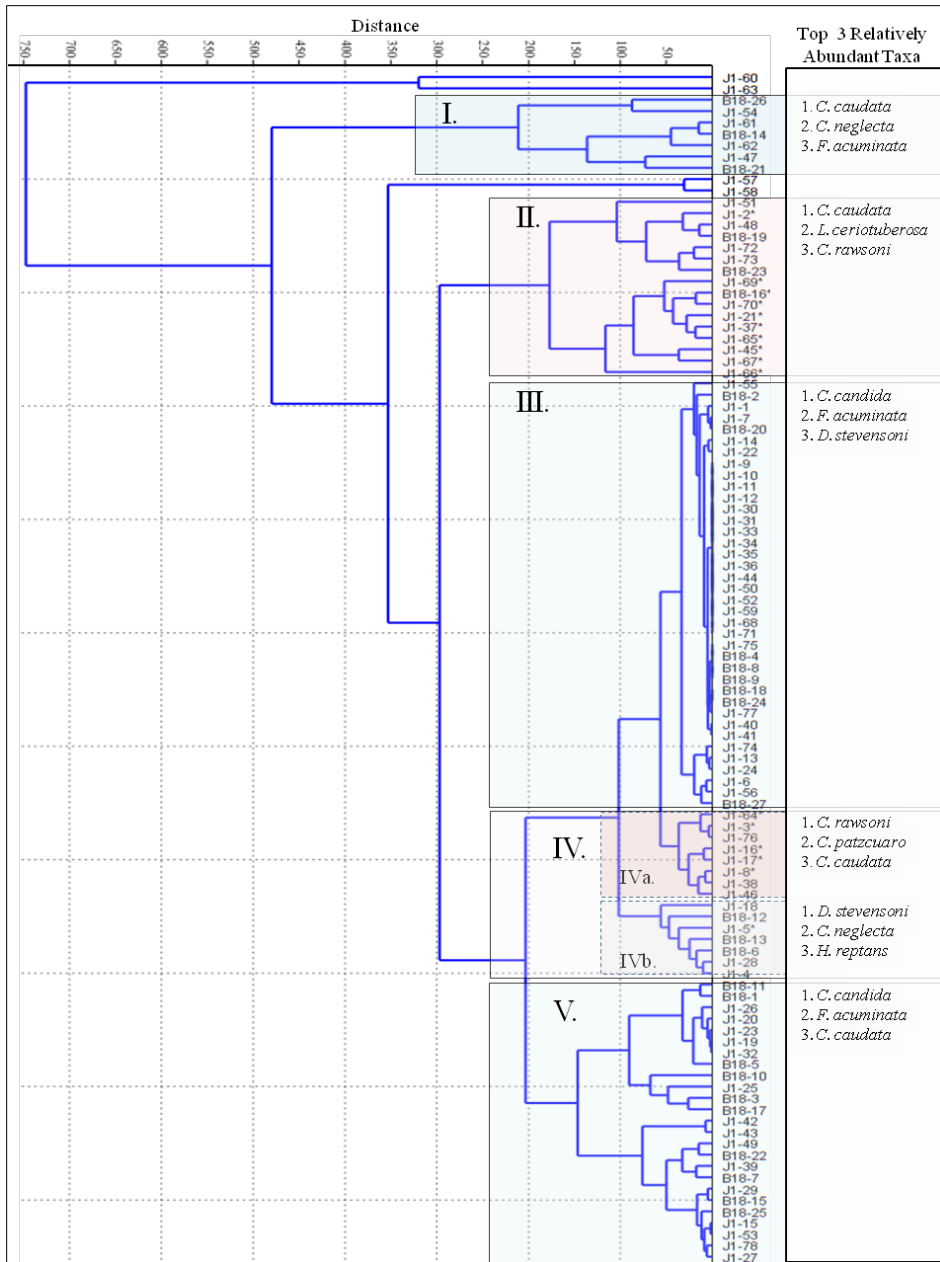 Distance
Top 3 Relatively
Abundant Taxa
750
700
650
600
550
500
450
400
350
300
250
200
150
100
50
J1-60
J1-63
I.
B18-26
J1-54
J1-61
B18-14
J1-62
J1-47
B18-21
1. C. caudata
2. C. neglecta
3. F. acuminata
J1-57
J1-58
II.
J1-51
J1-2*
J1-48
B18-19
J1-72
J1-73
B18-23
J1-69*
B18-16*
J1-70*
J1-21*
J1-37*
J1-65*
J1-45*
J1-67*
J1-66*
1. C. caudata
2. L. ceriotuberosa
3. C. rawsoni
III.
J1-55
B18-2
J1-1
J1-7
B18-20
J1-14
J1-22
J1-9
J1-10
J1-11
J1-12
J1-30
J1-31
J1-33
J1-34
J1-35
J1-36
J1-44
J1-50
J1-52
J1-59
J1-68
J1-71
J1-75
B18-4
B18-8
B18-9
B18-18
B18-24
J1-77
J1-40
J1-41
J1-74
J1-13
J1-24
J1-6
J1-56
B18-27
1. C. candida
2. F. acuminata
3. D. stevensoni
IV.
IVa.
J1-64*
J1-3*
J1-76
J1-16*
J1-17*
J1-8*
J1-38
J1-46
1. C. rawsoni
2. C. patzcuaro
3. C. caudata
IVb.
J1-18
B18-12
J1-5*
B18-13
B18-6
J1-28
J1-4
1. D. stevensoni
2. C. neglecta
3. H. reptans
V.
B18-11
B18-1
J1-26
J1-20
J1-23
J1-19
J1-32
B18-5
B18-10
J1-25
B18-3
B18-17
J1-42
J1-43
J1-49
B18-22
J1-39
B18-7
J1-29
B18-15
B18-25
J1-15
J1-53
J1-78
J1-27
1. C. candida
2. F. acuminata
3. C. caudata